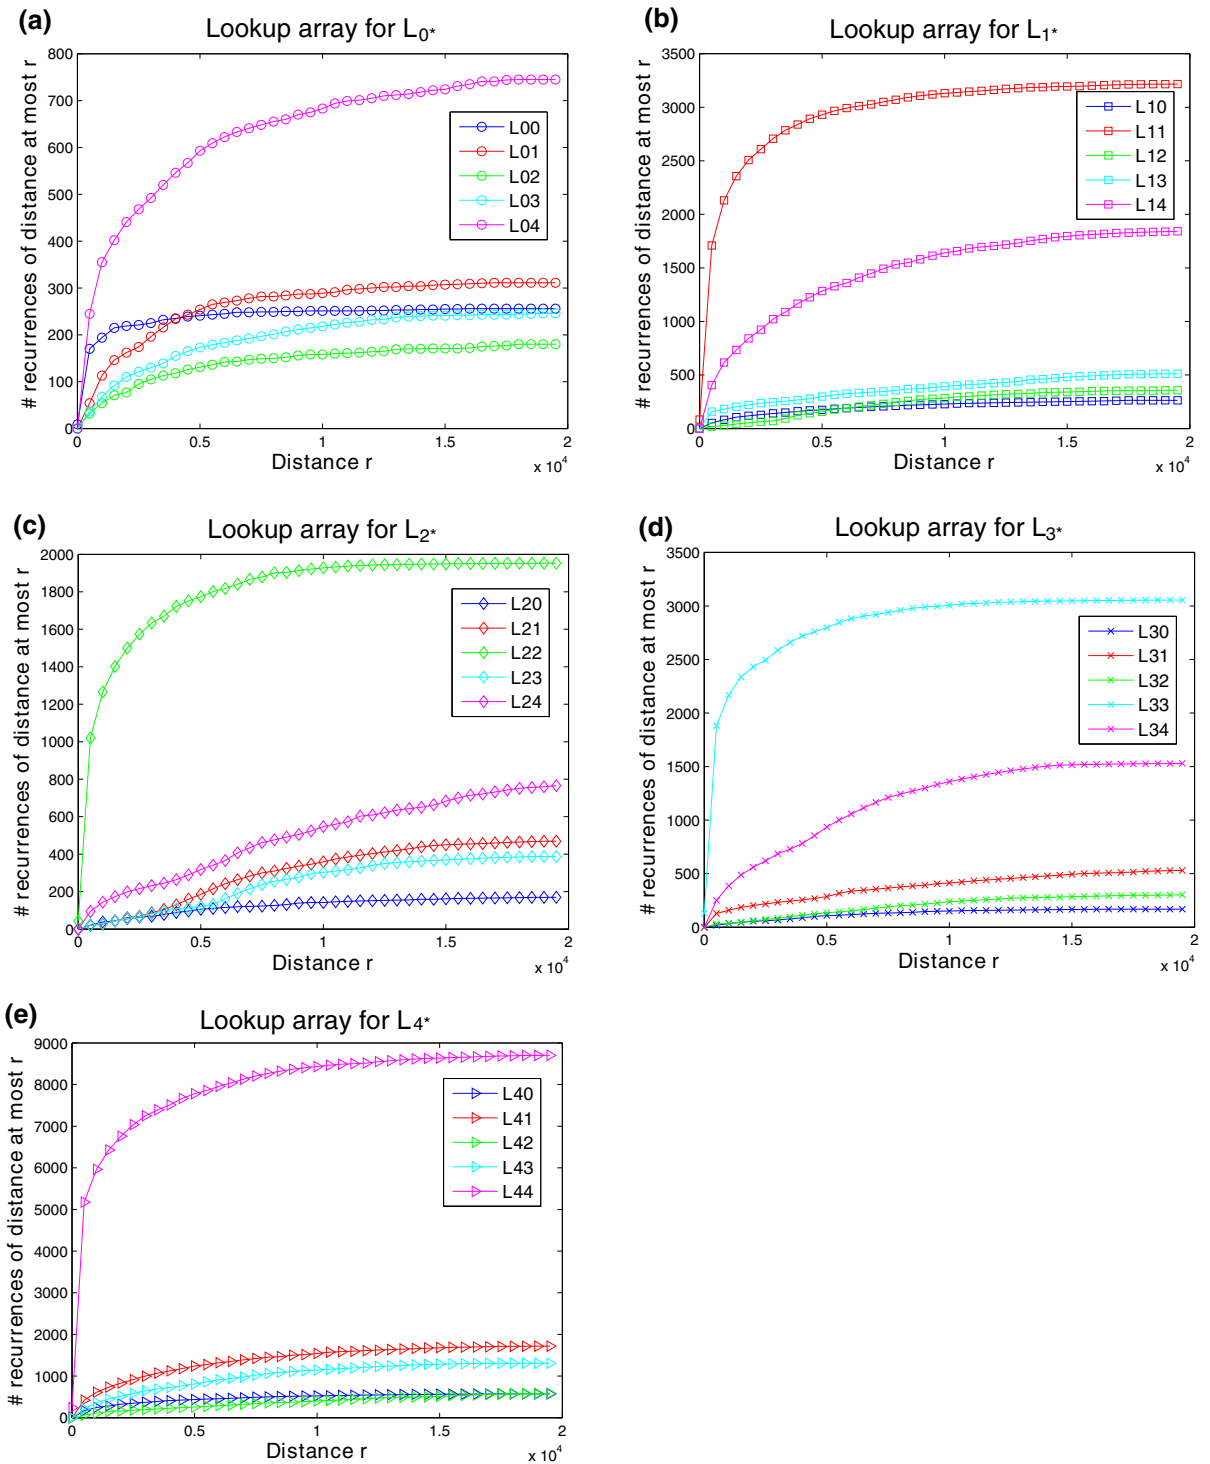 (a)
Lookup array for L0*
# recurrences of distance at most r
800
700
600
500
400
300
200
100
0
0 0.5 1 1.5 2
x 10^4
Distance r
L00
L01
L02
L03
L04
(b)
Lookup array for L1*
# recurrences of distance at most r
3500
3000
2500
2000
1500
1000
500
0
0 0.5 1 1.5 2
x 10^4
Distance r
L10
L11
L12
L13
L14
(c)
Lookup array for L2*
# recurrences of distance at most r
2000
1800
1600
1400
1200
1000
800
600
400
200
0
0 0.5 1 1.5 2
x 10^4
Distance r
L20
L21
L22
L23
L24
(d)
Lookup array for L3*
# recurrences of distance at most r
3500
3000
2500
2000
1500
1000
500
0
0 0.5 1 1.5 2
x 10^4
Distance r
L30
L31
L32
L33
L34
(e)
Lookup array for L4*
# recurrences of distance at most r
9000
8000
7000
6000
5000
4000
3000
2000
1000
0
0 0.5 1 1.5 2
x 10^4
Distance r
L40
L41
L42
L43
L44